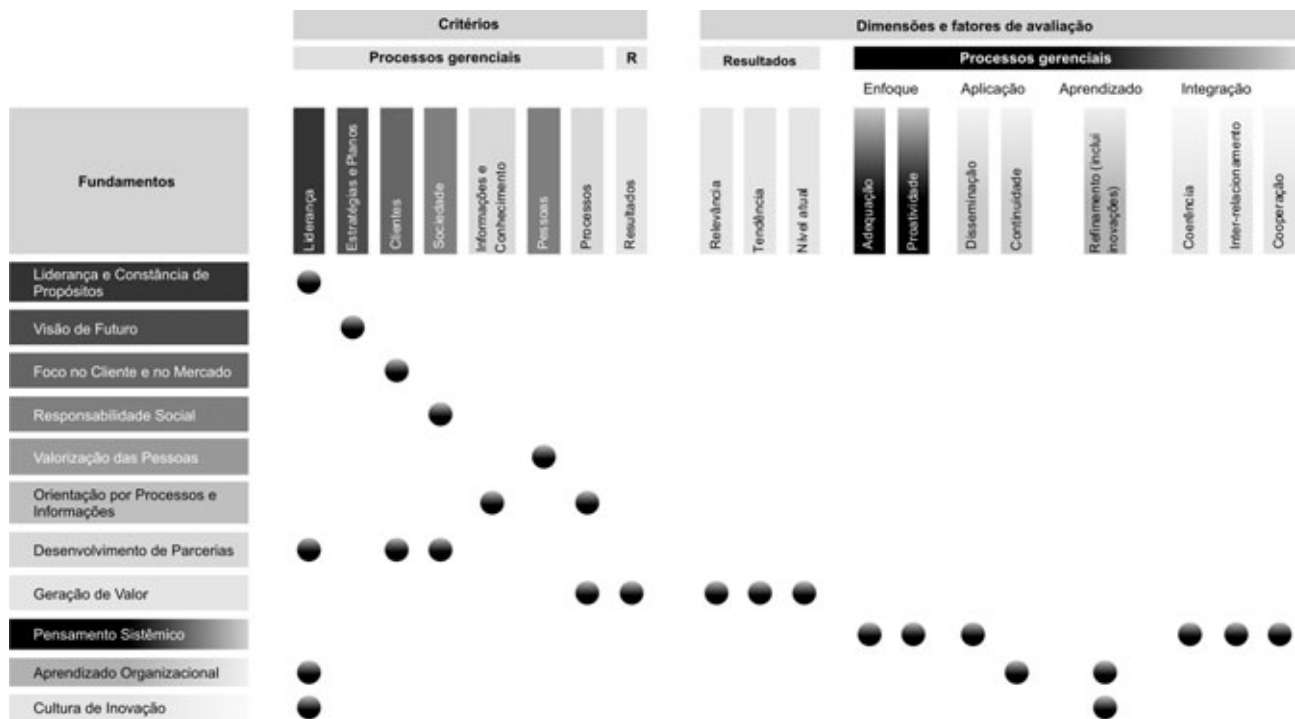 Critérios
Dimensões e fatores de avaliação
Processos gerenciais
R
Resultados
Processos gerenciais
Enfoque
Aplicação
Aprendizado
Integração
Fundamentos
Liderança
Estratégias e Planos
Clientes
Sociedade
Informações e
Conhecimento
Pessoas
Processos
Resultados
Relevância
Tendência
Nível atual
Adequação
Proatividade
Disseminação
Continuidade
Refinamento (inclui
inovações)
Coerência
Inter-relacionamento
Cooperação
Liderança e Constância de
Propósitos
Visão de Futuro
Foco no Cliente e no Mercado
Responsabilidade Social
Valorização das Pessoas
Orientação por Processos e
Informações
Desenvolvimento de Parcerias
Geração de Valor
Pensamento Sistêmico
Aprendizado Organizacional
Cultura de Inovação